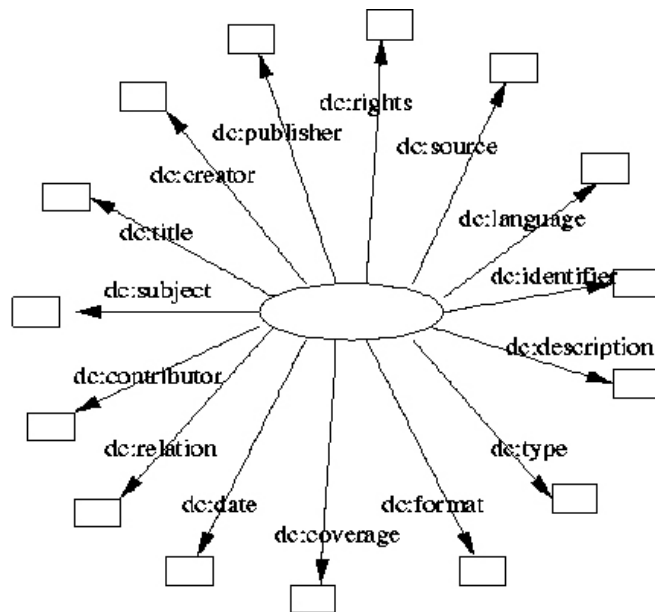 dc:rights
dc:publisher
dc:source
dc:creator
dc:language
dc:title
dc:identifier
dc:subject
dc:description
dc:contributor
dc:relation
dc:type
dc:date
dc:format
dc:coverage